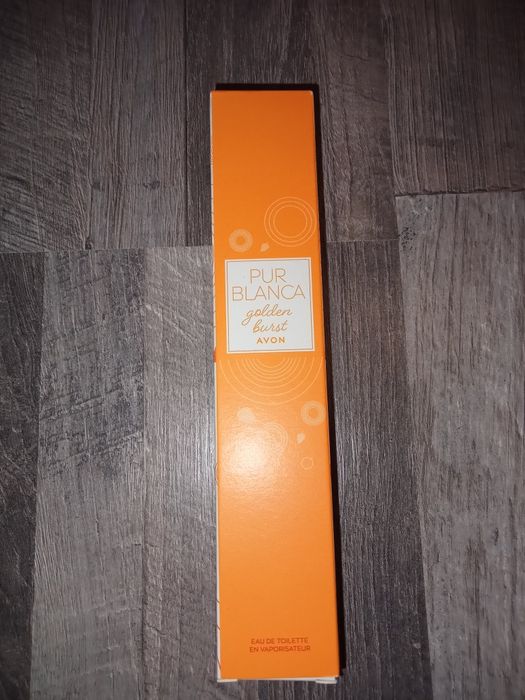 PUR
BLANCA
golden
burst
AVON
EAU DE TOILETTE
EN VAPORISATEUR